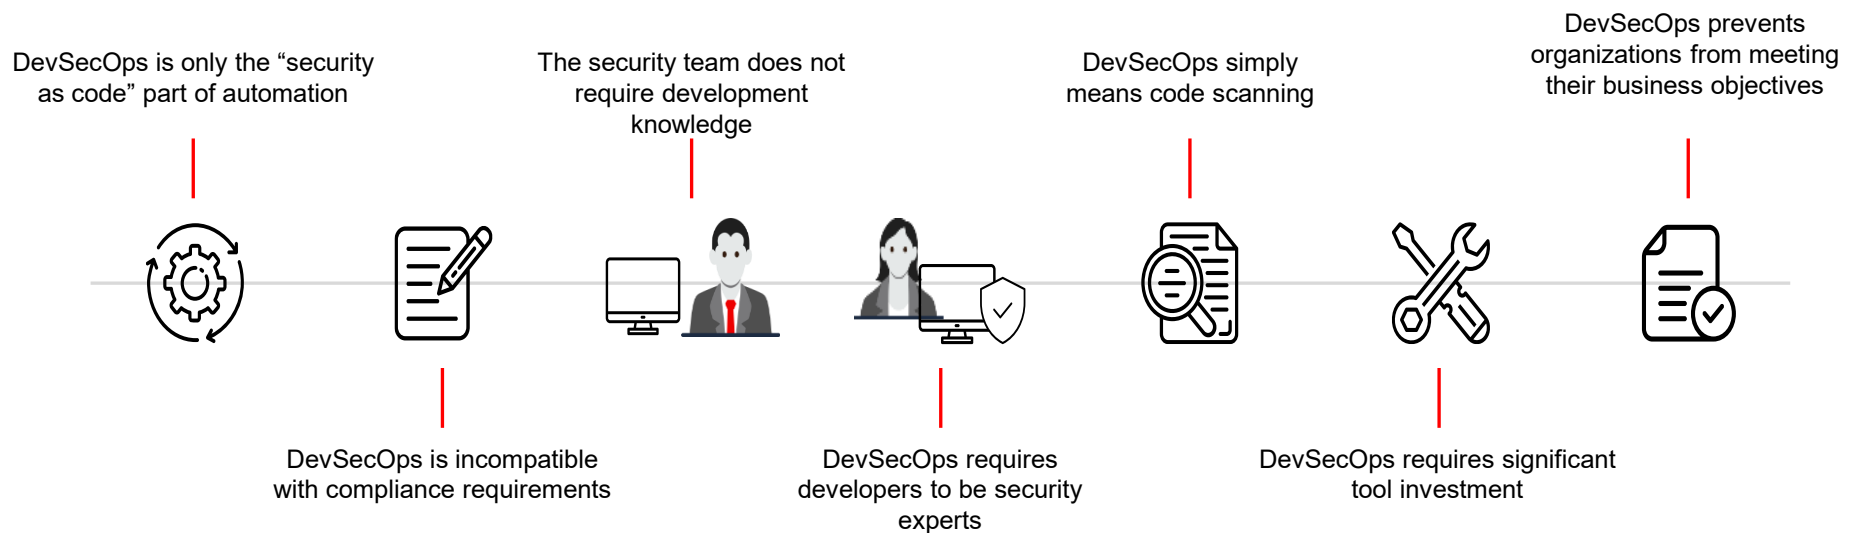 DevSecOps is only the “security
as code” part of automation
DevSecOps is incompatible
with compliance requirements
The security team does not
require development
knowledge
DevSecOps requires
developers to be security
experts
DevSecOps simply
means code scanning
DevSecOps requires significant
tool investment
DevSecOps prevents
organizations from meeting
their business objectives